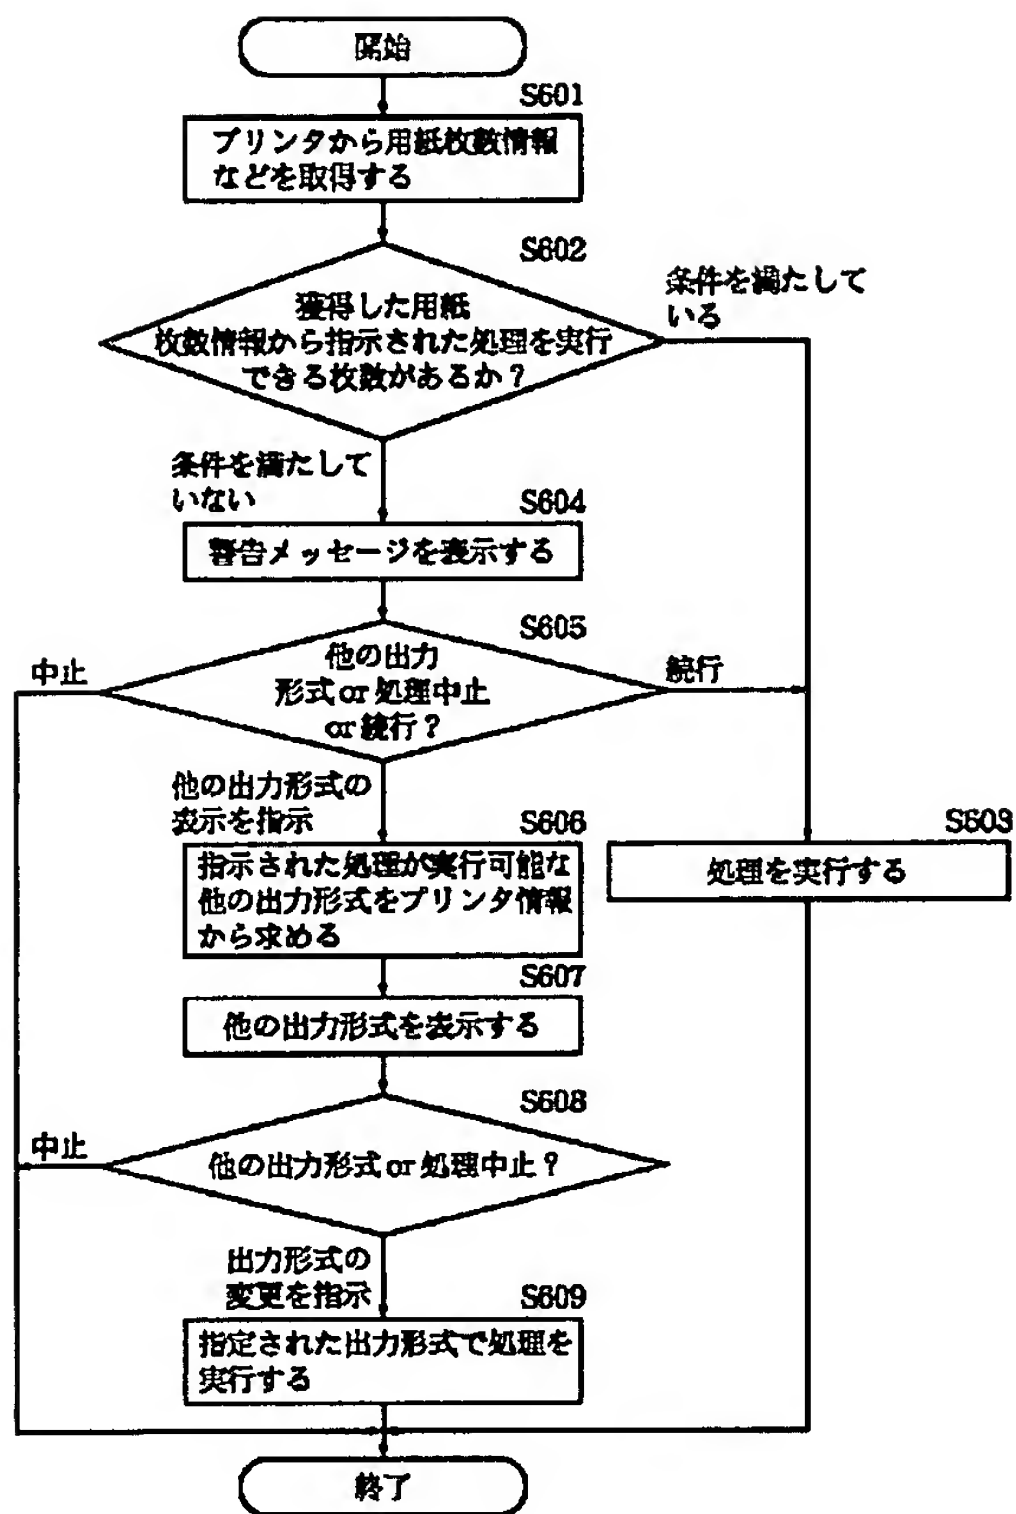 開始
S601
プリンタから用紙枚数情報
などを取得する
S602
獲得した用紙
枚数情報から指示された処理を実行
できる枚数があるか？
条件を満たして
いる
条件を満たして
いない
S604
警告メッセージを表示する
S605
他の出力
形式or処理中止
or続行？
中止
続行
他の出力形式の
表示を指示
S606
指示された処理が実行可能な
他の出力形式をプリンタ情報
から求める
S603
処理を実行する
S607
他の出力形式を表示する
S608
他の出力形式or処理中止？
中止
出力形式の
変更を指示
S609
指定された出力形式で処理を
実行する
終了